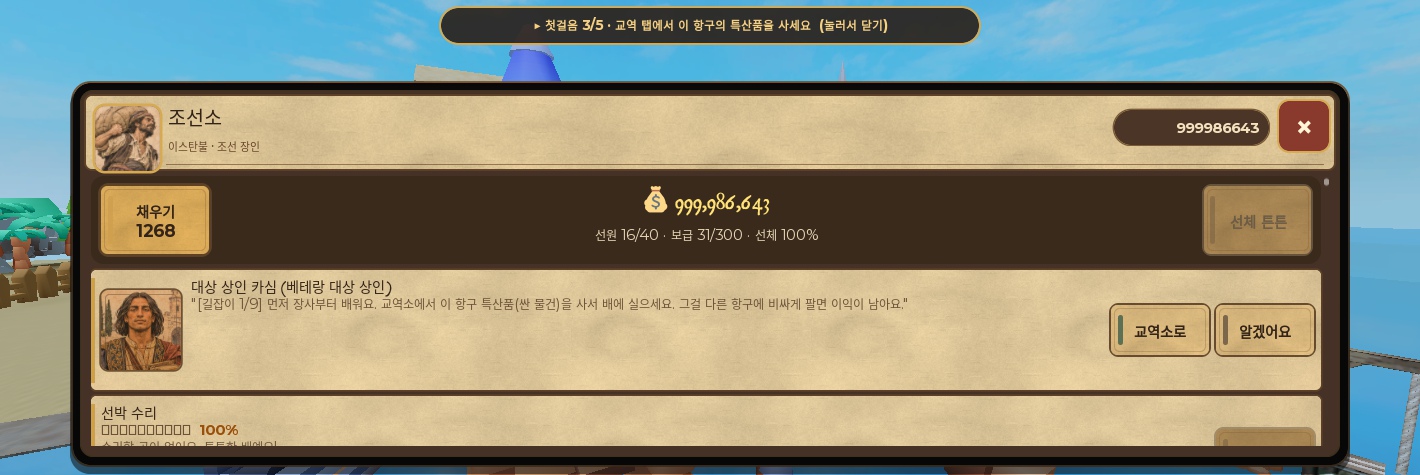 ▸ 첫걸음 3/5 · 교역 탭에서 이 항구의 특산품을 사세요 (눌러서 닫기)
조선소
이스탄불 · 조선 장인
999986643
×
채우기
1268
999,986,643
선원 16/40 · 보급 31/300 · 선체 100%
선체 튼튼
대상 상인 카심 (베테랑 대상 상인)
"[길잡이 1/9] 먼저 장사부터 배워요. 교역소에서 이 항구 특산품(싼 물건)을 사서 배에 실으세요. 그걸 다른 항구에 비싸게 팔면 이익이 남아요."
교역소로
알겠어요
선박 수리
□□□□□□□□□□ 100%